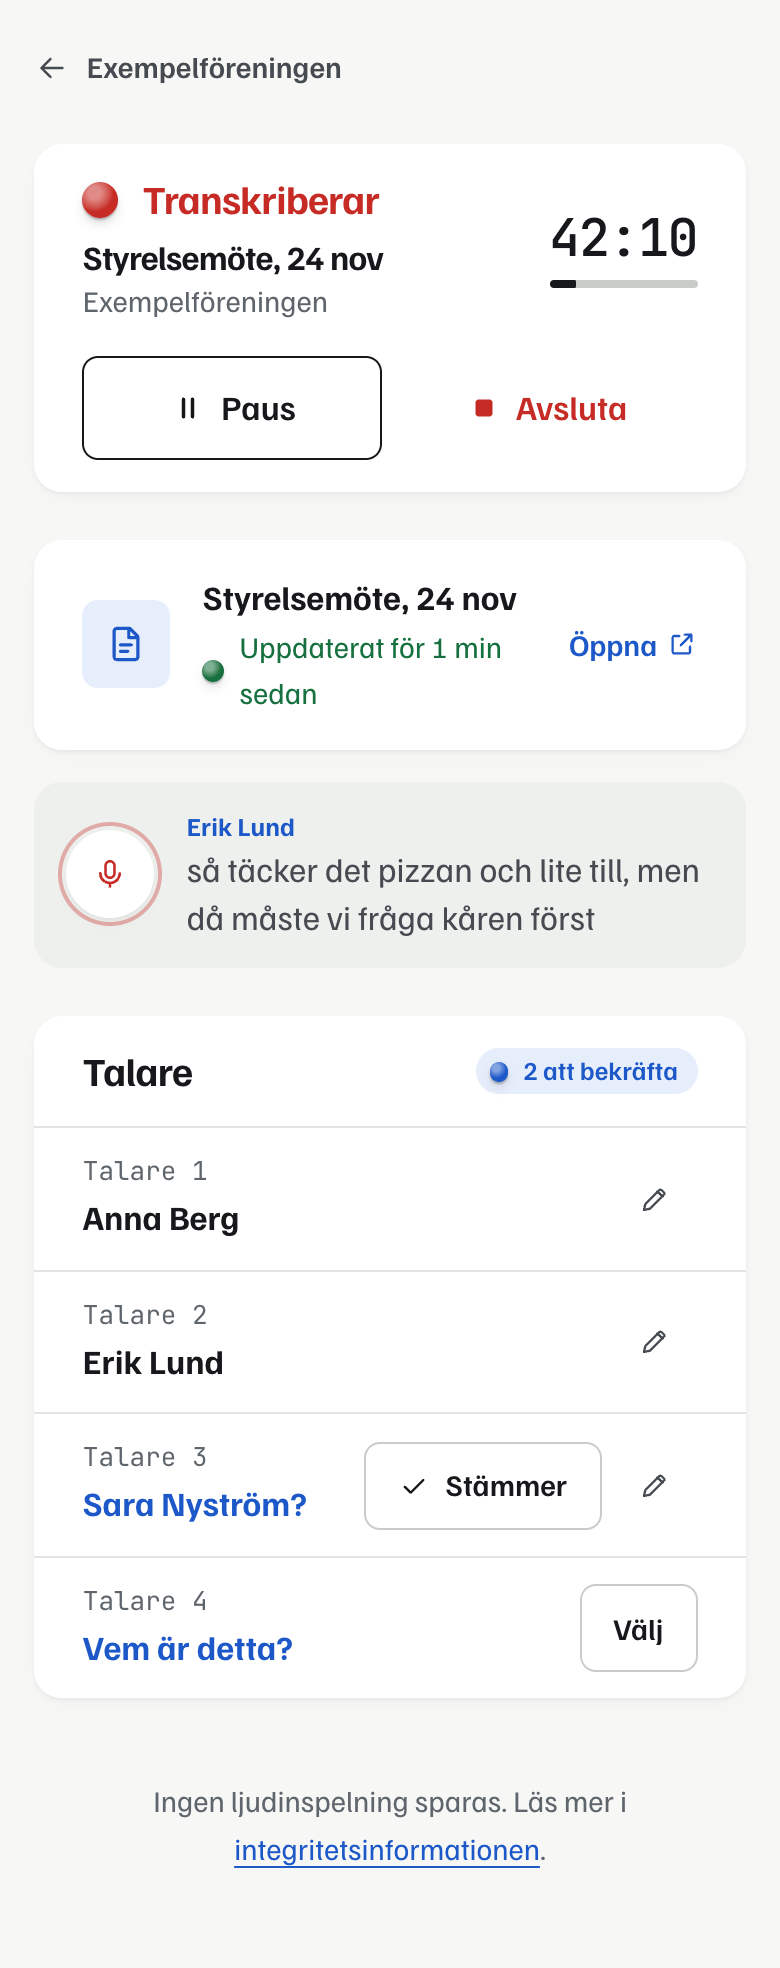 Exempelföreningen
Transkriberar
42:10
Styrelsemöte, 24 nov
Exempelföreningen
Paus
Avsluta
Styrelsemöte, 24 nov
Uppdaterat för 1 min
sedan
Öppna
Erik Lund
så täcker det pizzan och lite till, men
då måste vi fråga kåren först
Talare
2 att bekräfta
Talare 1
Anna Berg
Talare 2
Erik Lund
Talare 3
Sara Nyström?
Stämmer
Talare 4
Vem är detta?
Välj
Ingen ljudinspelning sparas. Läs mer i
integritetsinformationen.